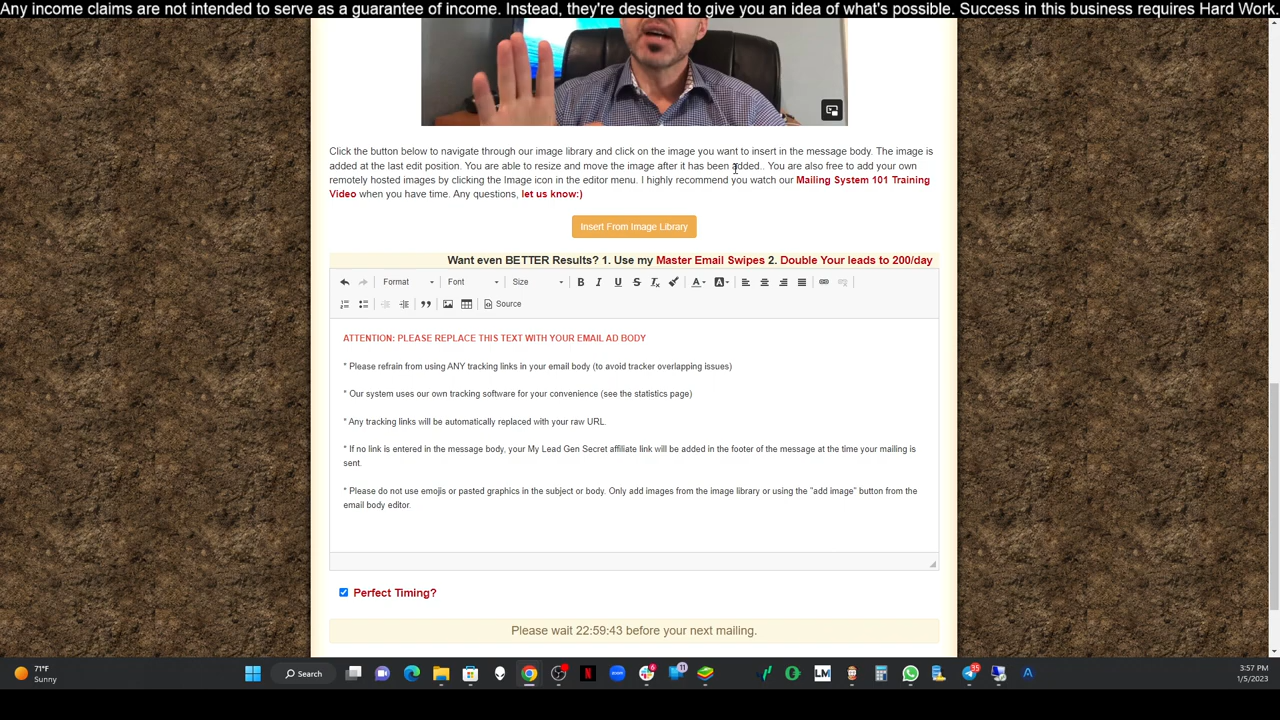 Any income claims are not intended to serve as a guarantee of income. Instead, they're designed to give you an idea of what's possible. Success in this business requires Hard Work.
Click the button below to navigate through our image library and click on the image you want to insert in the message body. The image is
added at the last edit position. You are able to resize and move the image after it has been added.. You are also free to add your own
remotely hosted images by clicking the Image icon in the editor menu. I highly recommend you watch our Mailing System 101 Training
Video when you have time. Any questions, let us know:)
Insert From Image Library
Want even BETTER Results? 1. Use my Master Email Swipes 2. Double Your leads to 200/day
Format Font Size B I U S Tx A A
Source
ATTENTION: PLEASE REPLACE THIS TEXT WITH YOUR EMAIL AD BODY
* Please refrain from using ANY tracking links in your email body (to avoid tracker overlapping issues)
* Our system uses our own tracking software for your convenience (see the statistics page)
* Any tracking links will be automatically replaced with your raw URL.
* If no link is entered in the message body, your My Lead Gen Secret affiliate link will be added in the footer of the message at the time your mailing is
sent.
* Please do not use emojis or pasted graphics in the subject or body. Only add images from the image library or using the "add image" button from the
email body editor.
Perfect Timing?
Please wait 22:59:43 before your next mailing.
71°F
Sunny
Search
N
zoom
6
11
LM
35
A
3:57 PM
1/5/2023